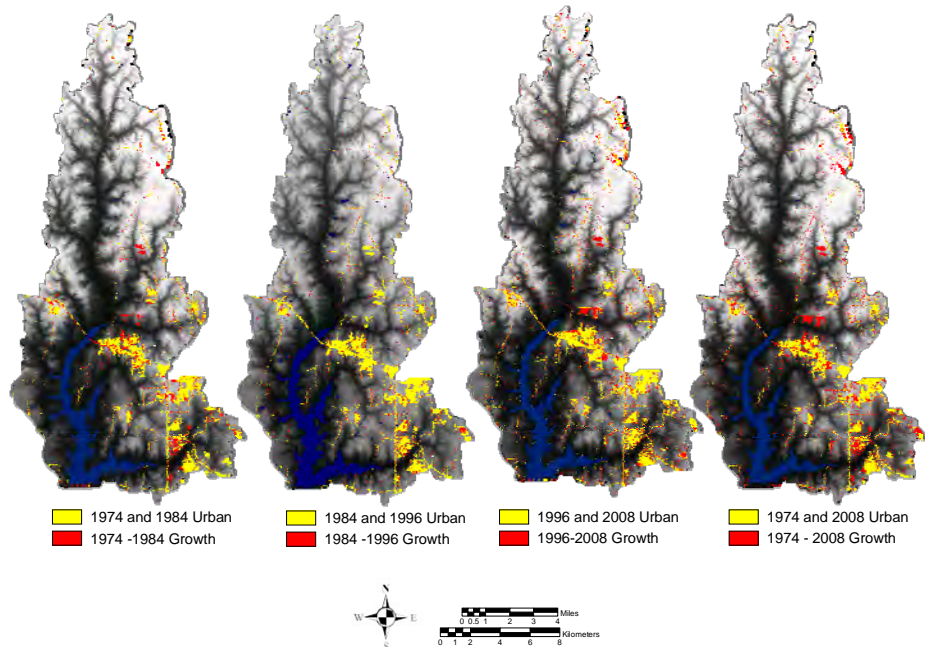 1974 and 1984 Urban
1974 -1984 Growth
1984 and 1996 Urban
1984 -1996 Growth
1996 and 2008 Urban
1996-2008 Growth
1974 and 2008 Urban
1974 - 2008 Growth
N
W E
S
Miles
0 0.5 1 2 3 4
Kilometers
0 1 2 4 6 8